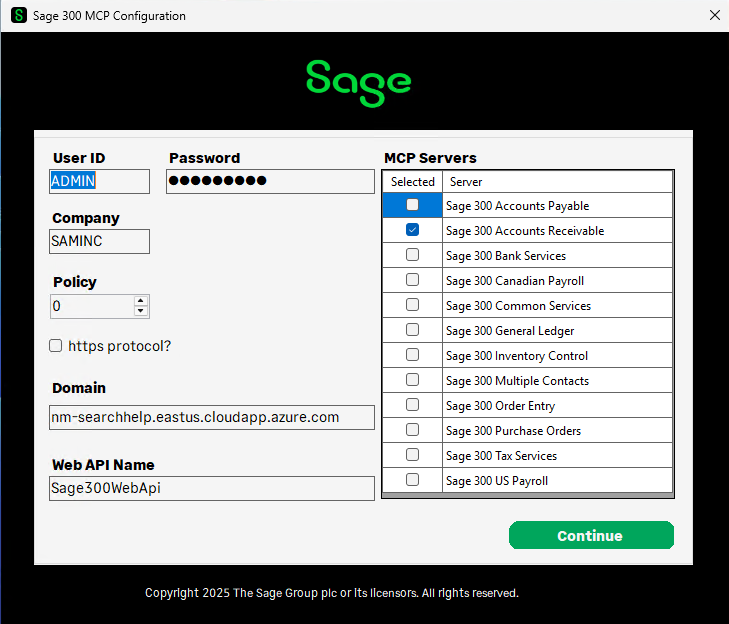 Sage 300 MCP Configuration
Sage
User ID
ADMIN
Password
●●●●●●●●●
Company
SAMINC
Policy
0
https protocol?
Domain
nm-searchhelp.eastus.cloudapp.azure.com
Web API Name
Sage300WebApi
MCP Servers
Selected Server
Sage 300 Accounts Payable
Sage 300 Accounts Receivable
Sage 300 Bank Services
Sage 300 Canadian Payroll
Sage 300 Common Services
Sage 300 General Ledger
Sage 300 Inventory Control
Sage 300 Multiple Contacts
Sage 300 Order Entry
Sage 300 Purchase Orders
Sage 300 Tax Services
Sage 300 US Payroll
Continue
Copyright 2025 The Sage Group plc or its licensors. All rights reserved.